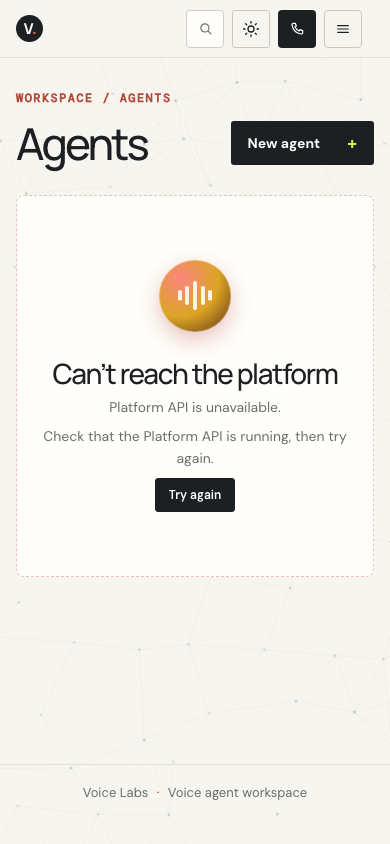 V.
WORKSPACE / AGENTS
Agents
New agent +
Can't reach the platform
Platform API is unavailable.
Check that the Platform API is running, then try
again.
Try again
Voice Labs · Voice agent workspace